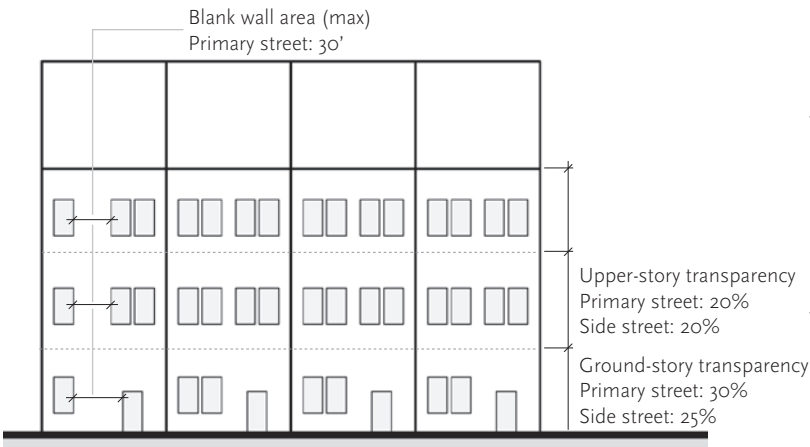 Blank wall area (max)
Primary street: 30’
Upper-story transparency
Primary street: 20%
Side street: 20%
Ground-story transparency
Primary street: 30%
Side street: 25%